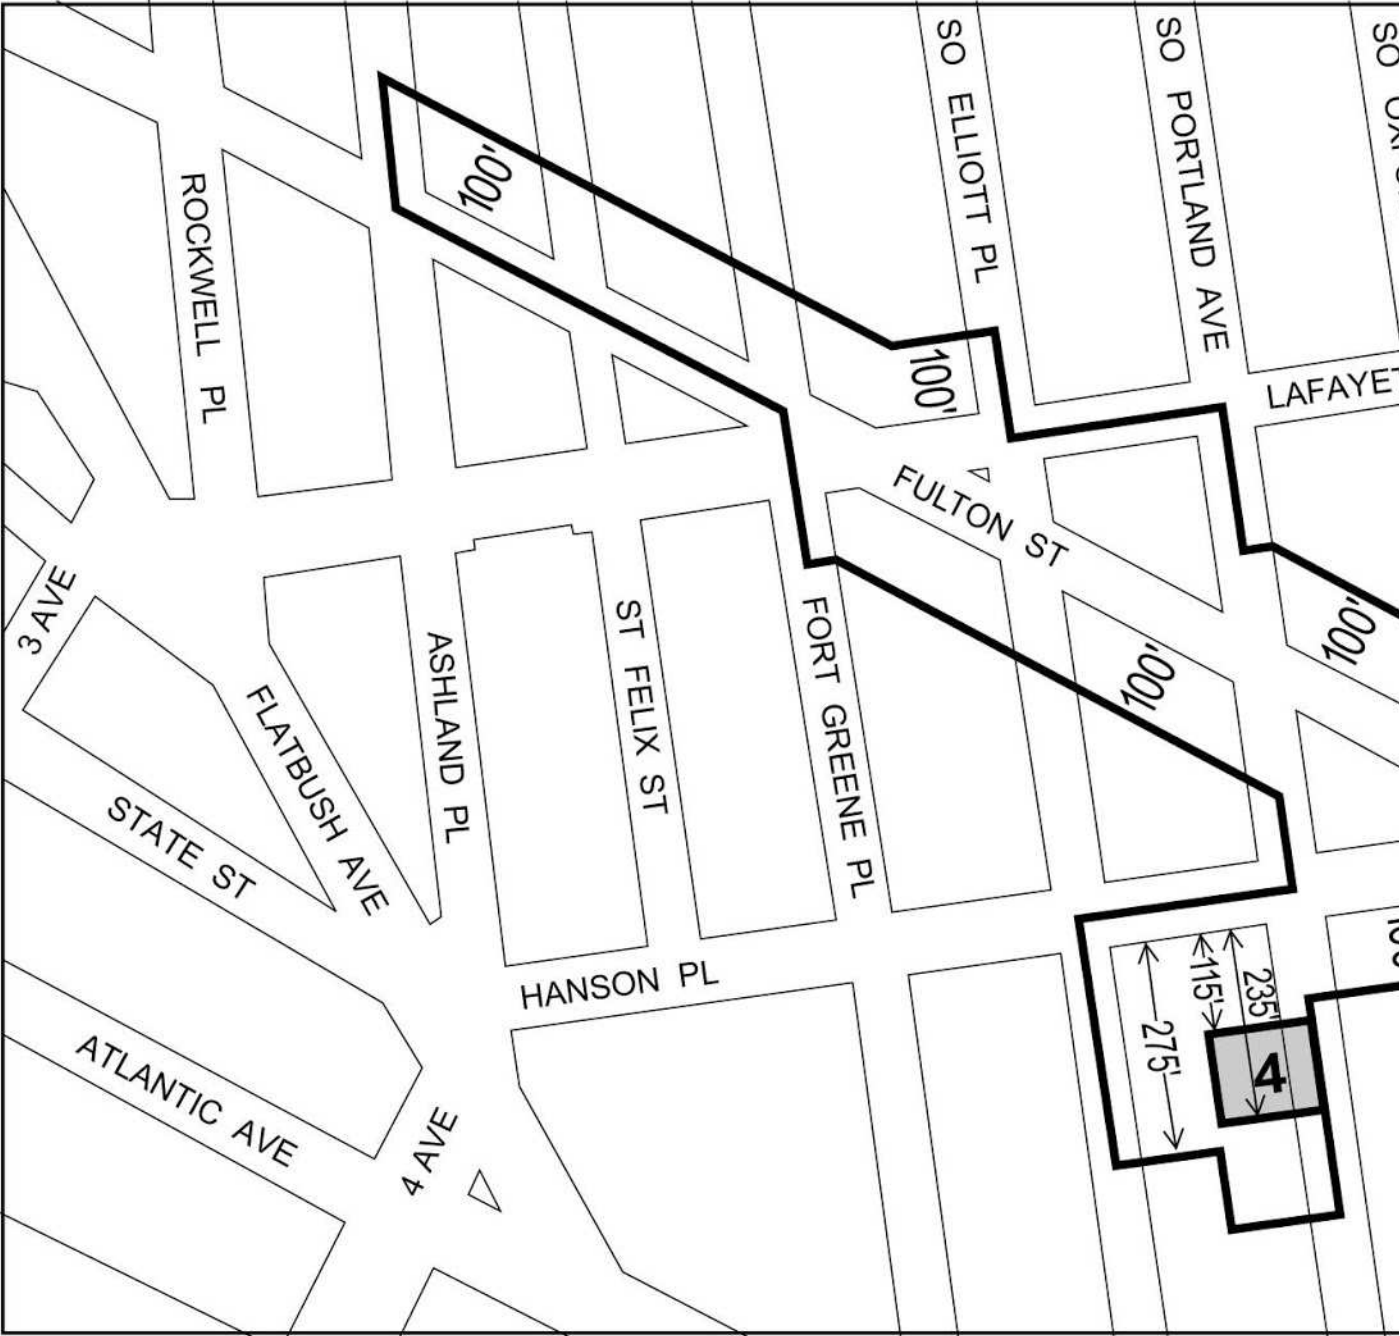 SO ELLIOTT PL
SO PORTLAND AVE
SO
100'
ROCKWELL PL
100'
LAFAYET
FULTON ST
3 AVE
100'
ST FELIX ST
FORT GREENE PL
ASHLAND PL
100'
FLATBUSH AVE
STATE ST
HANSON PL
115'
235'
275'
4
ATLANTIC AVE
4 AVE